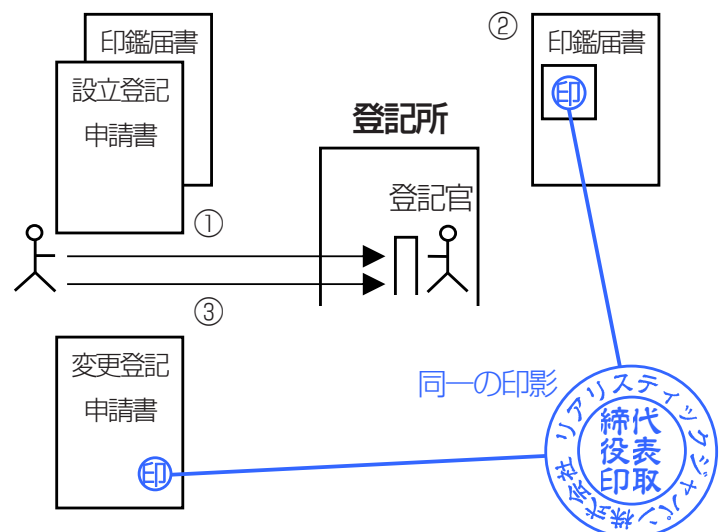 印鑑届書
設立登記
申請書
①
登記所
登記官
②
印鑑届書
印
③
変更登記
申請書
印
同一の印影
リアリスティックジャパン株式会社
代表取
締役印